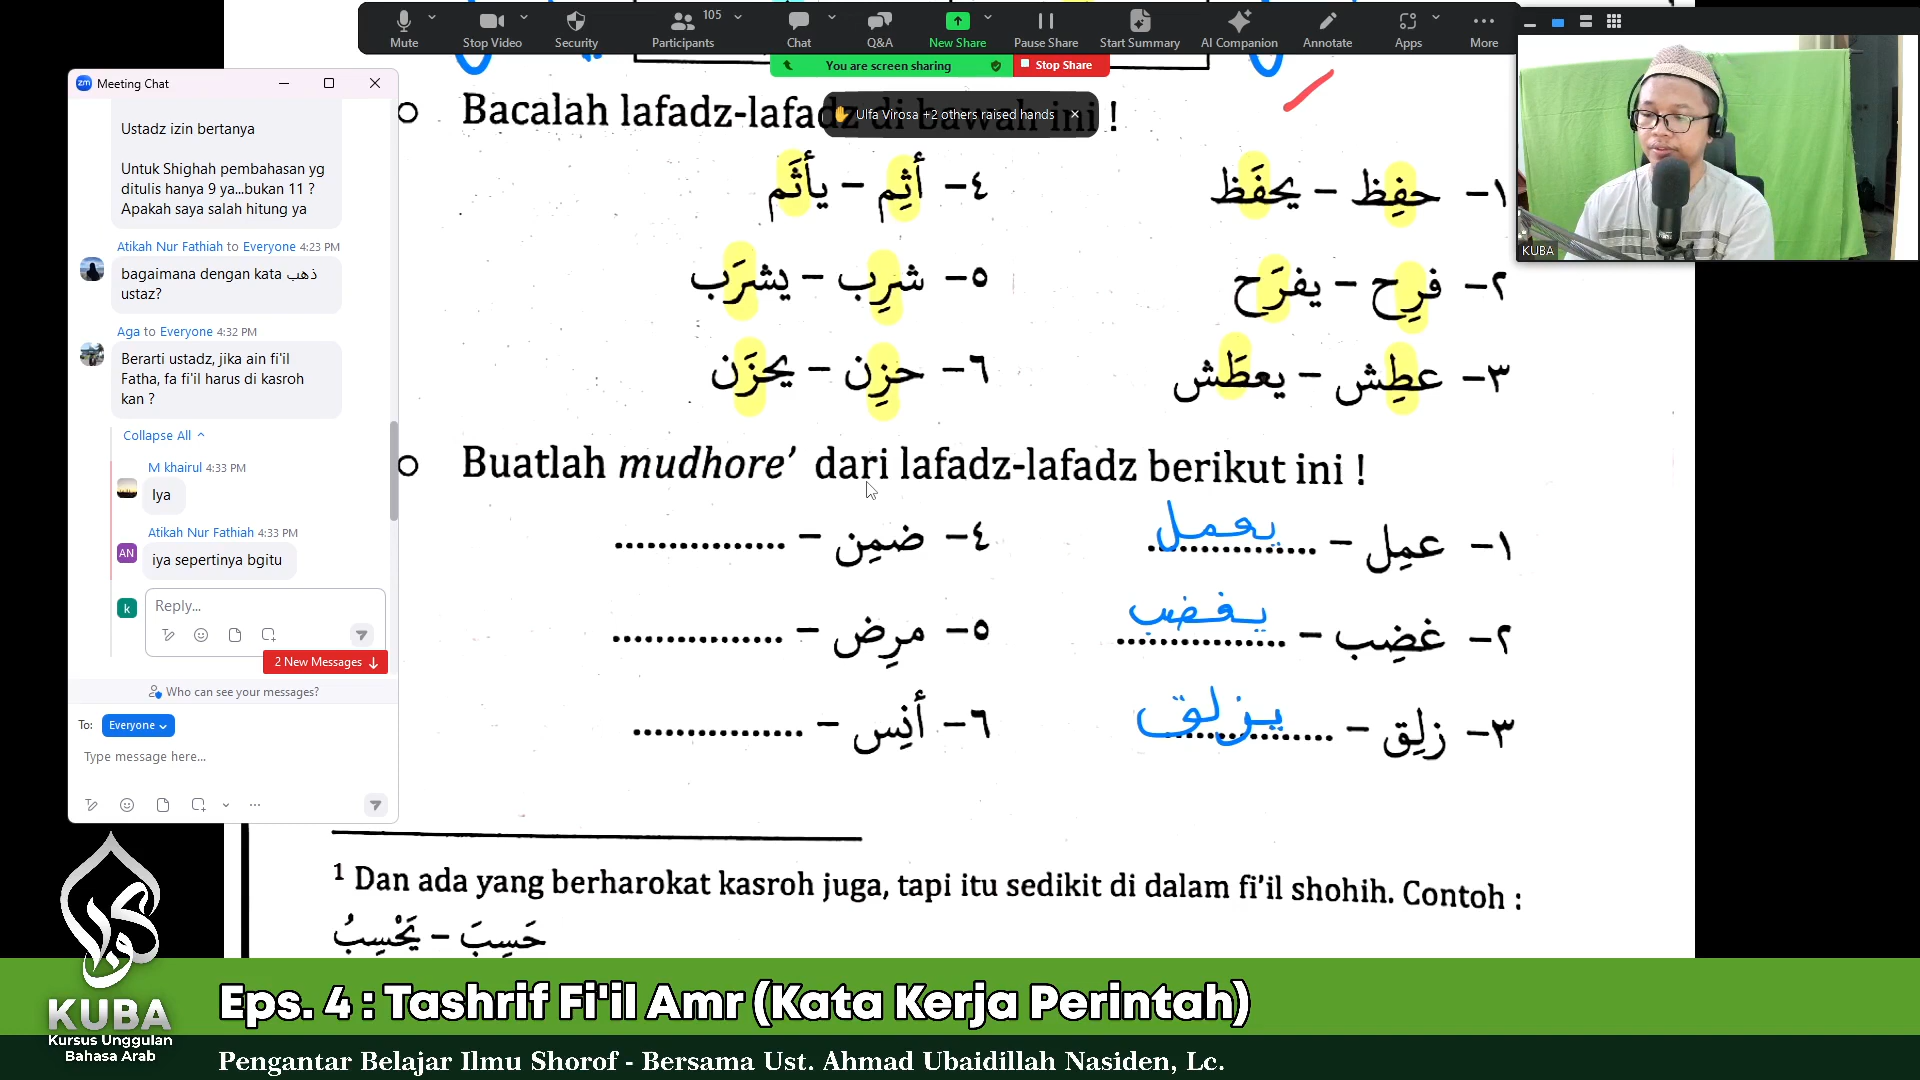 Mute
Stop Video
Security
Participants
105
Chat
Q&A
New Share
Pause Share
Start Summary
AI Companion
Annotate
Apps
More
You are screen sharing
Stop Share
Ulfa Virosa +2 others raised hands
Meeting Chat
Ustadz izin bertanya
Untuk Shighah pembahasan yg
ditulis hanya 9 ya...bukan 11 ?
Apakah saya salah hitung ya
Atikah Nur Fathiah to Everyone 4:23 PM
bagaimana dengan kata ذهب
ustaz?
Aga to Everyone 4:32 PM
Berarti ustadz, jika ain fi'il
Fatha, fa fi'il harus di kasroh
kan ?
Collapse All
M khairul 4:33 PM
Iya
Atikah Nur Fathiah 4:33 PM
AN
iya sepertinya bgitu
k
Reply...
2 New Messages
Who can see your messages?
To: Everyone
Type message here...
KUBA
Bacalah lafadz-lafadz di bawah ini !
١- حفِظ - يحفَظ
٤- أثِم - يأثَم
٢- فرِح - يفرَح
٥- شرِب - يشرَب
٣- عطِش - يعطَش
٦- حزِن - يحزَن
Buatlah mudhore’ dari lafadz-lafadz berikut ini !
١- عمِل - يعمل
٤- ضمِن - ...............
٢- غضِب - يغضب
٥- مرِض - ...............
٣- زلِق - يزلق
٦- أنِس - ...............
1 Dan ada yang berharokat kasroh juga, tapi itu sedikit di dalam fi’il shohih. Contoh :
حَسِبَ - يَحْسِبُ
KUBA
Kursus Unggulan
Bahasa Arab
Eps. 4 : Tashrif Fi'il Amr (Kata Kerja Perintah)
Pengantar Belajar Ilmu Shorof - Bersama Ust. Ahmad Ubaidillah Nasiden, Lc.